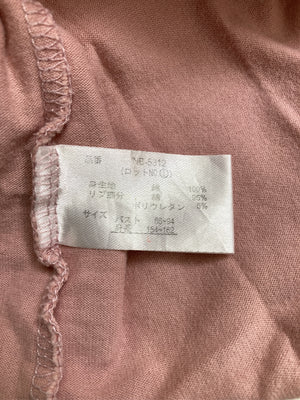 品番 NB-5312
(ロットNO①)
身生地 綿 100%
リブ部分 綿 95%
ポリウレタン 5%
サイズ バスト 86~94
身長 154~162